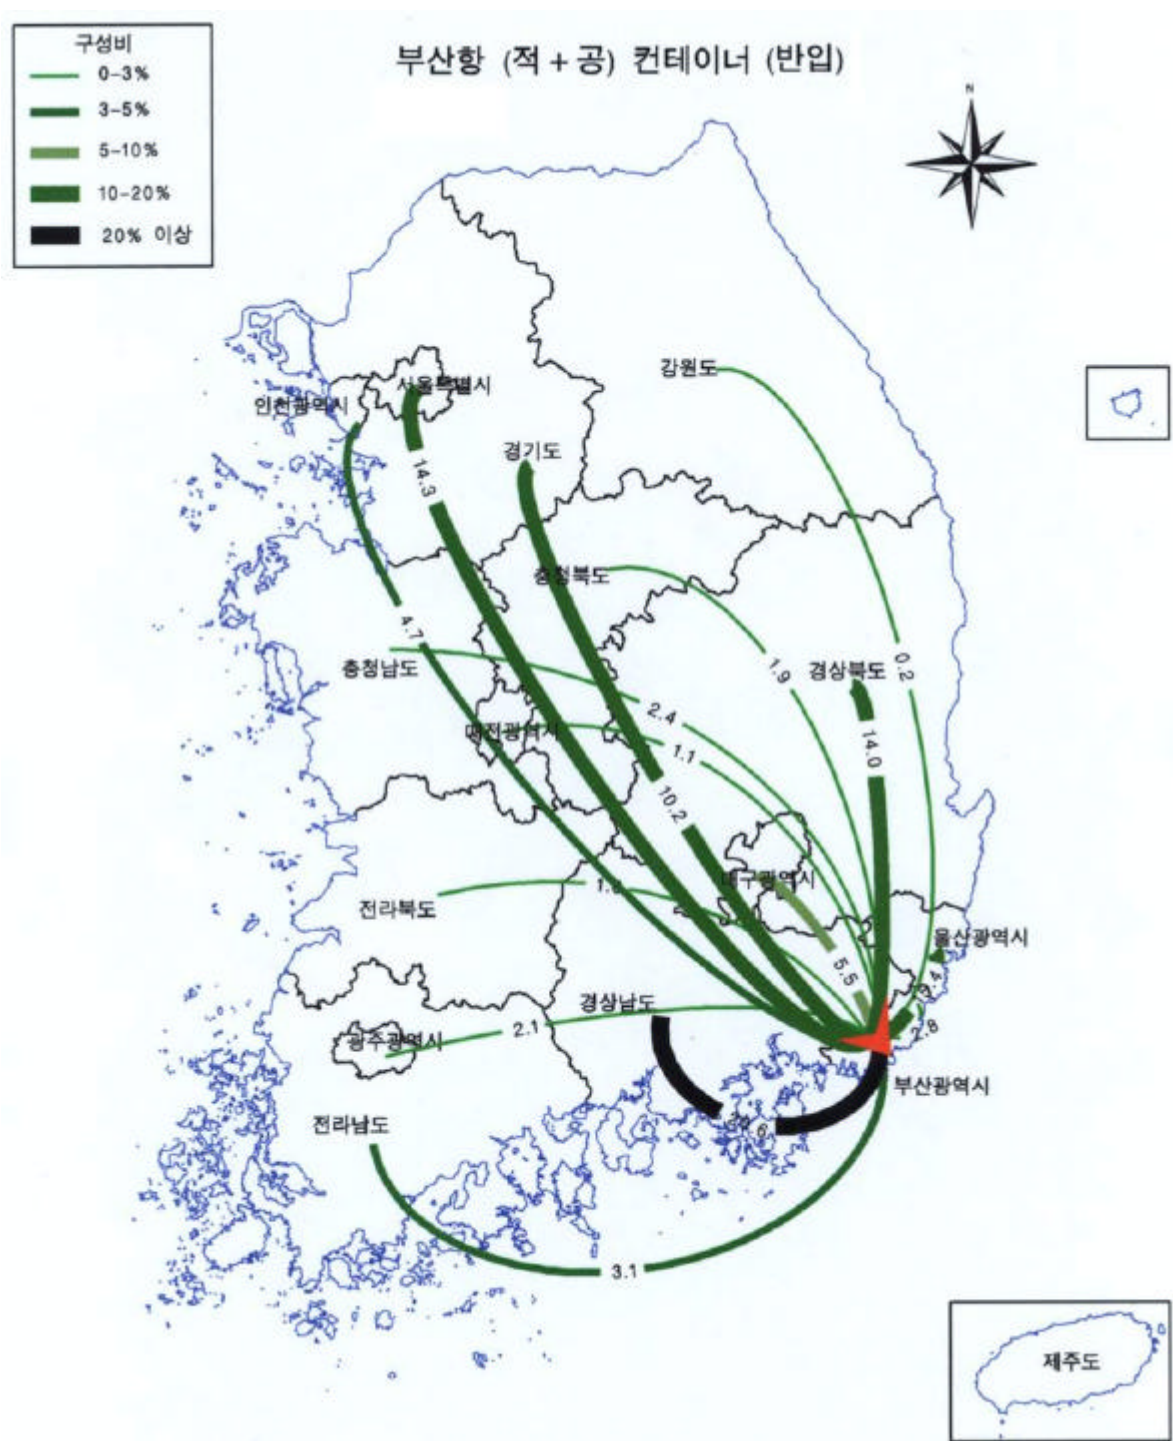 구성비
0-3%
3-5%
5-10%
10-20%
20% 이상
부산항 (적+공) 컨테이너 (반입)
N
강원도
서울특별시
인천광역시
경기도
14.3
충청북도
4.7
충청남도
1.9
경상북도
0.2
2.4
대전광역시
1.1
14.0
10.2
대구광역시
전라북도
울산광역시
5.5
경상남도
2.1
2.8
광주광역시
부산광역시
전라남도
3.1
제주도